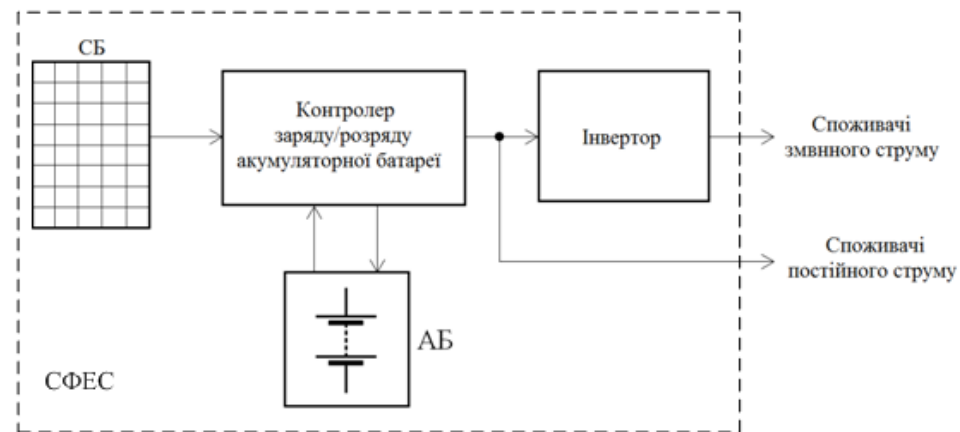 СБ
Контролер
заряду/розряду
акумуляторної батареї
Інвертор
Споживачі
змвнного струму
Споживачі
постійного струму
АБ
СФЕС